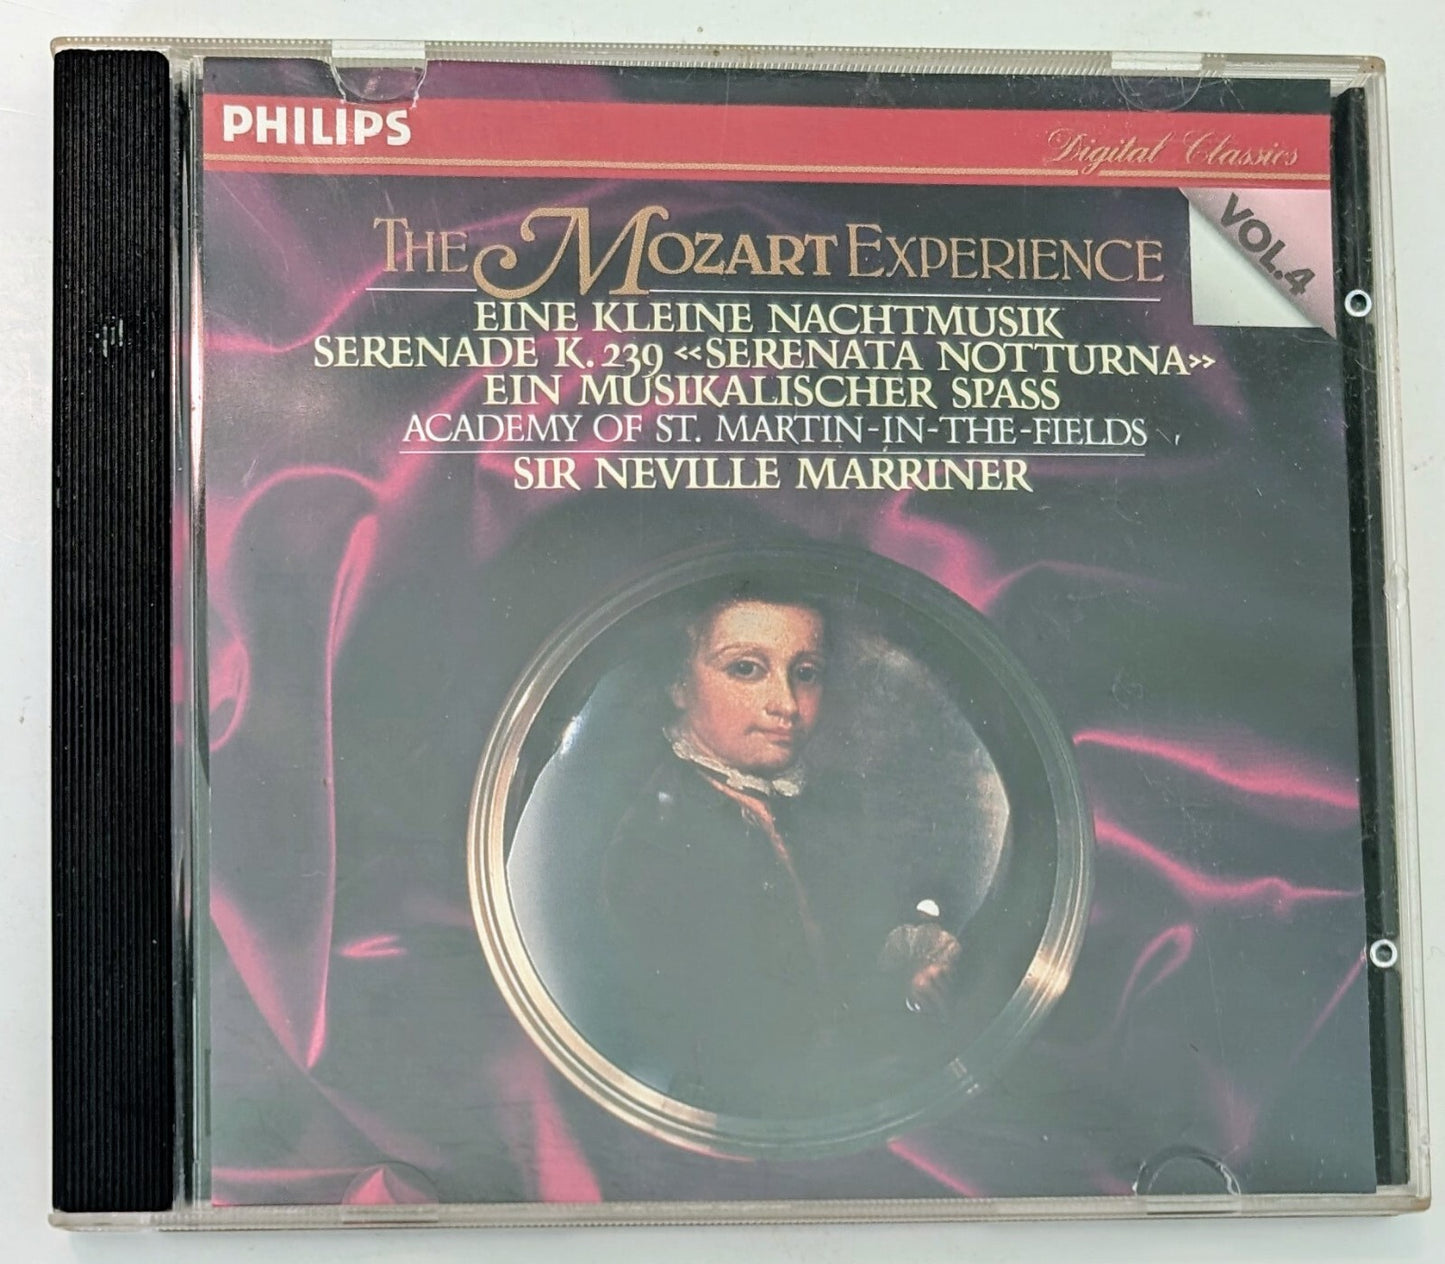 PHILIPS
Digital Classics
VOL.4
THE MOZART EXPERIENCE
EINE KLEINE NACHTMUSIK
SERENADE K. 239 «SERENATA NOTTURNA»
EIN MUSIKALISCHER SPASS
ACADEMY OF ST. MARTIN-IN-THE-FIELDS
SIR NEVILLE MARRINER